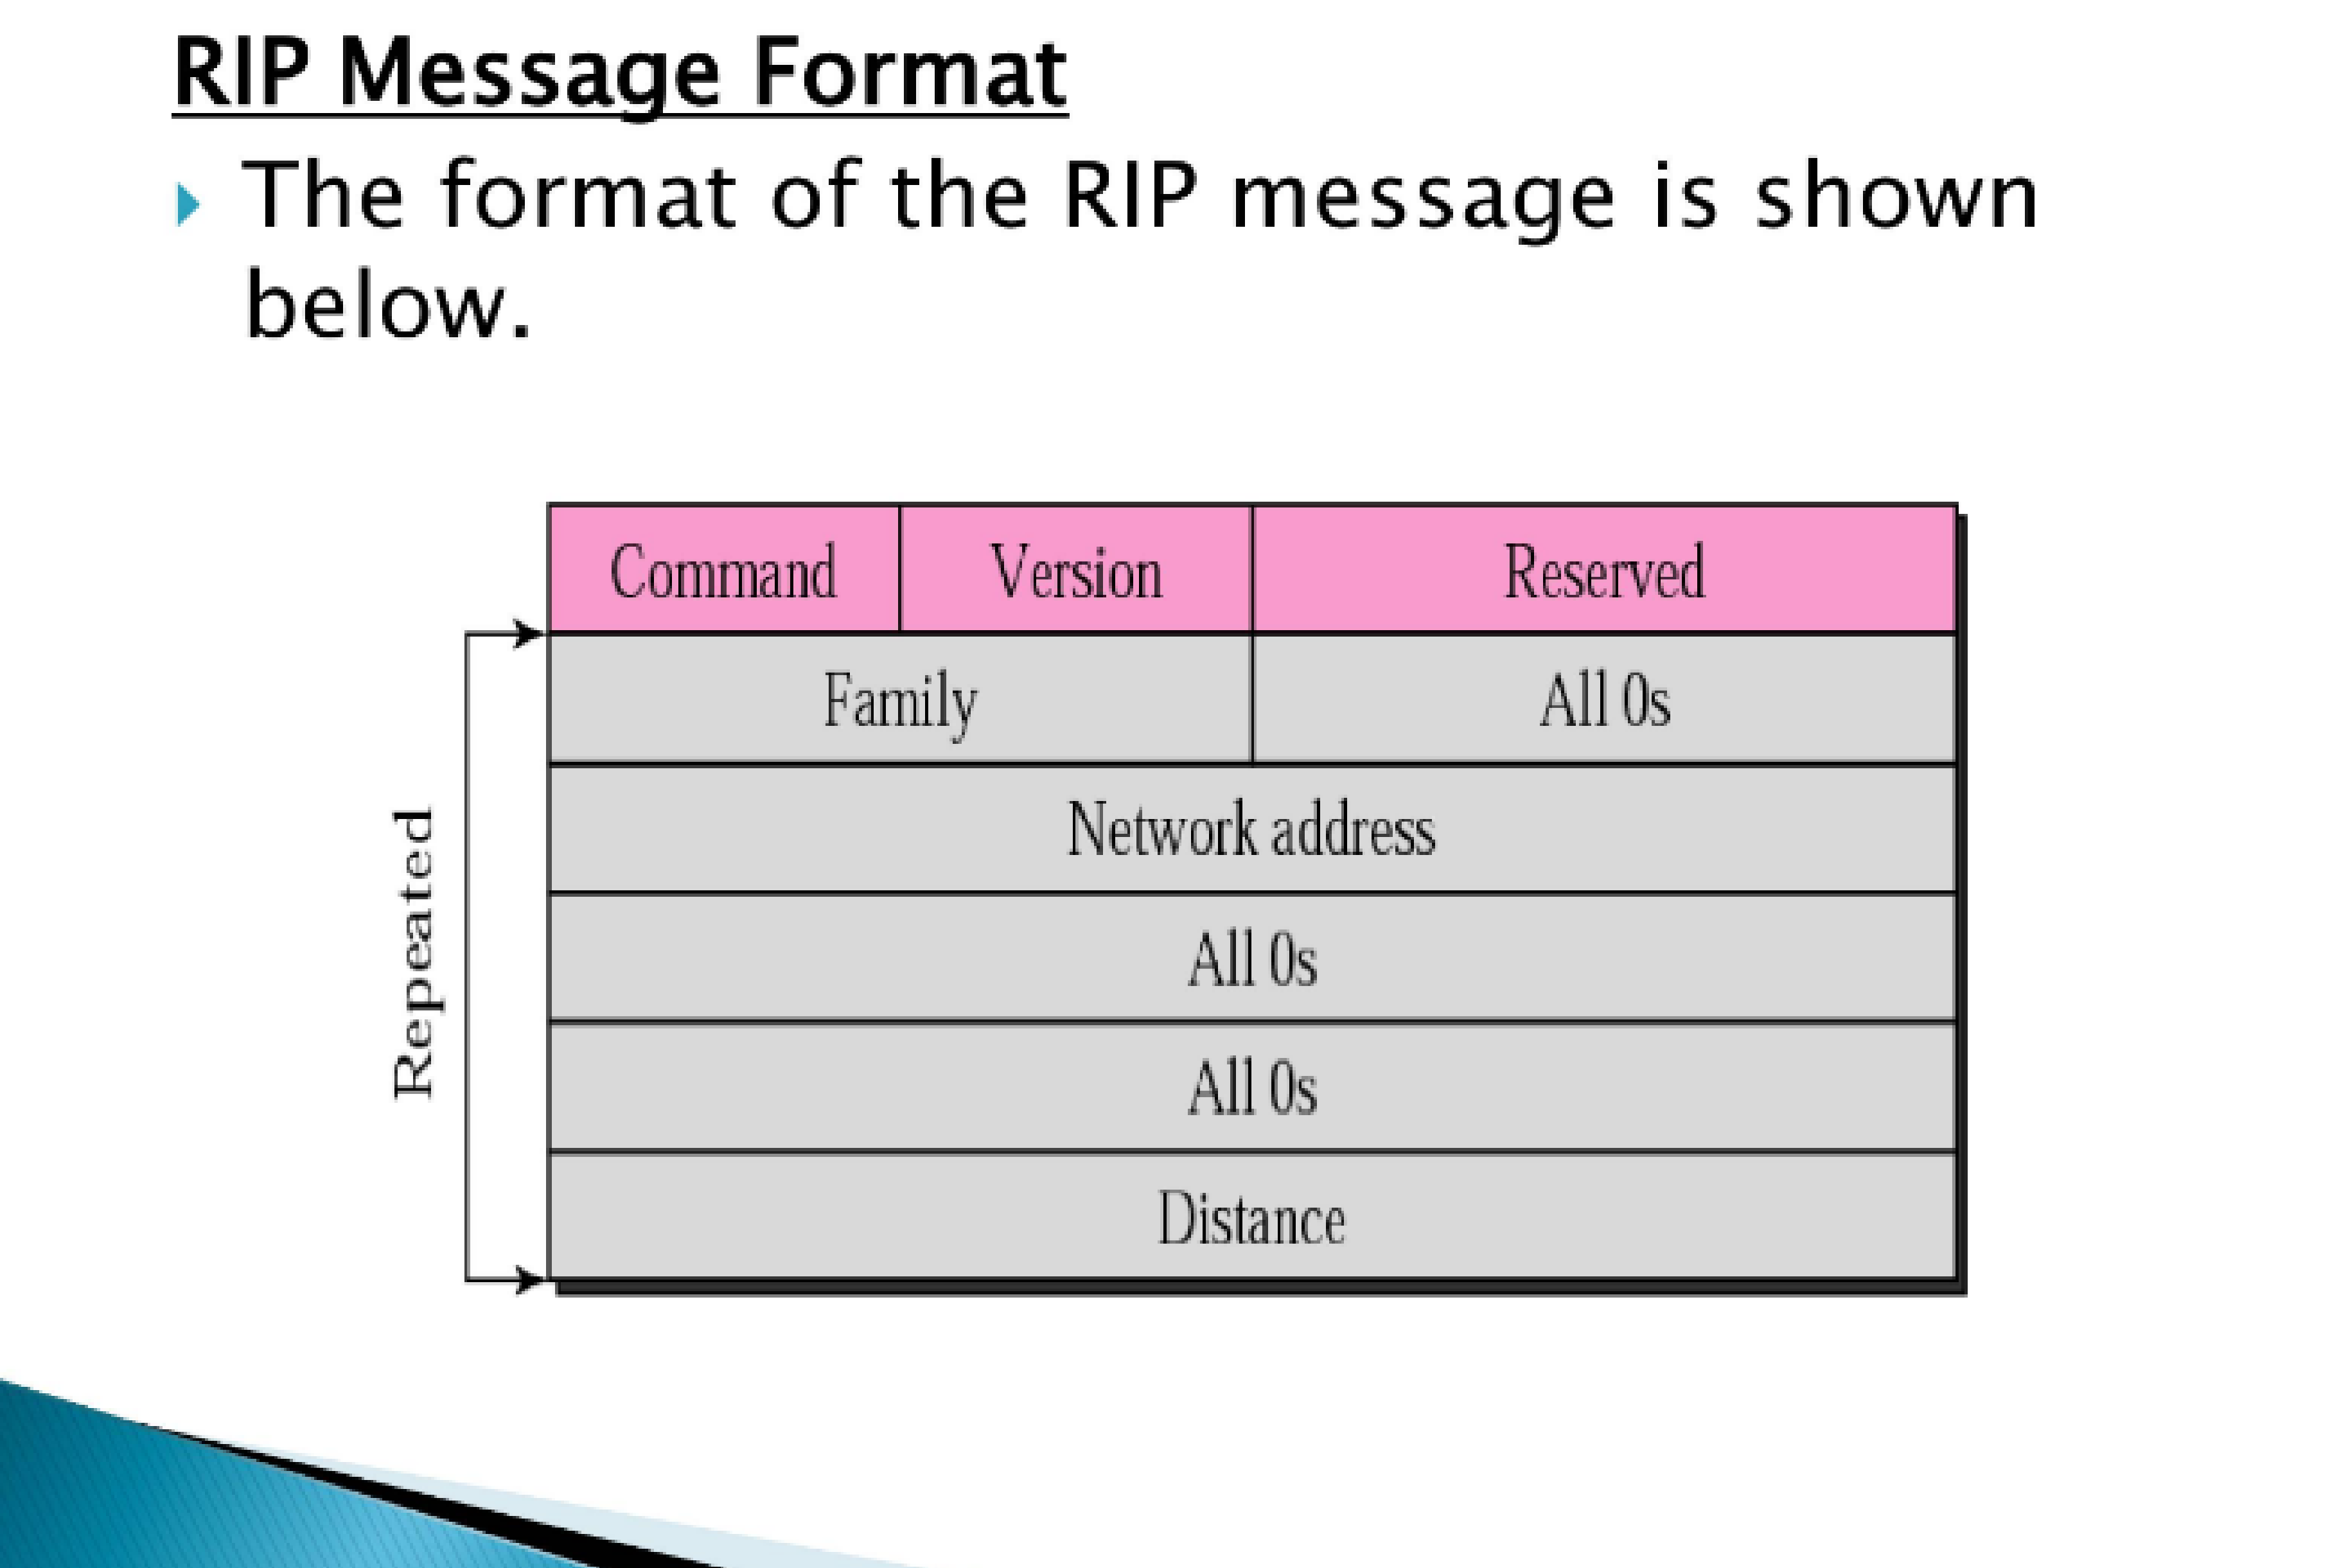 RIP Message Format
The format of the RIP message is shown
below.
Command Version Reserved
Family All 0s
Network address
All 0s
All 0s
Distance
Repeated